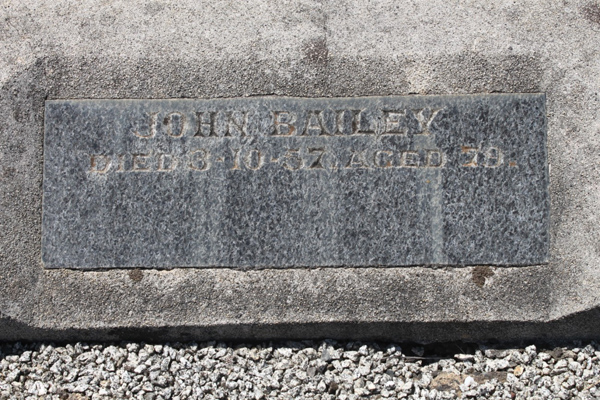 JOHN BAILEY
DIED 8-10-57, AGED 79.